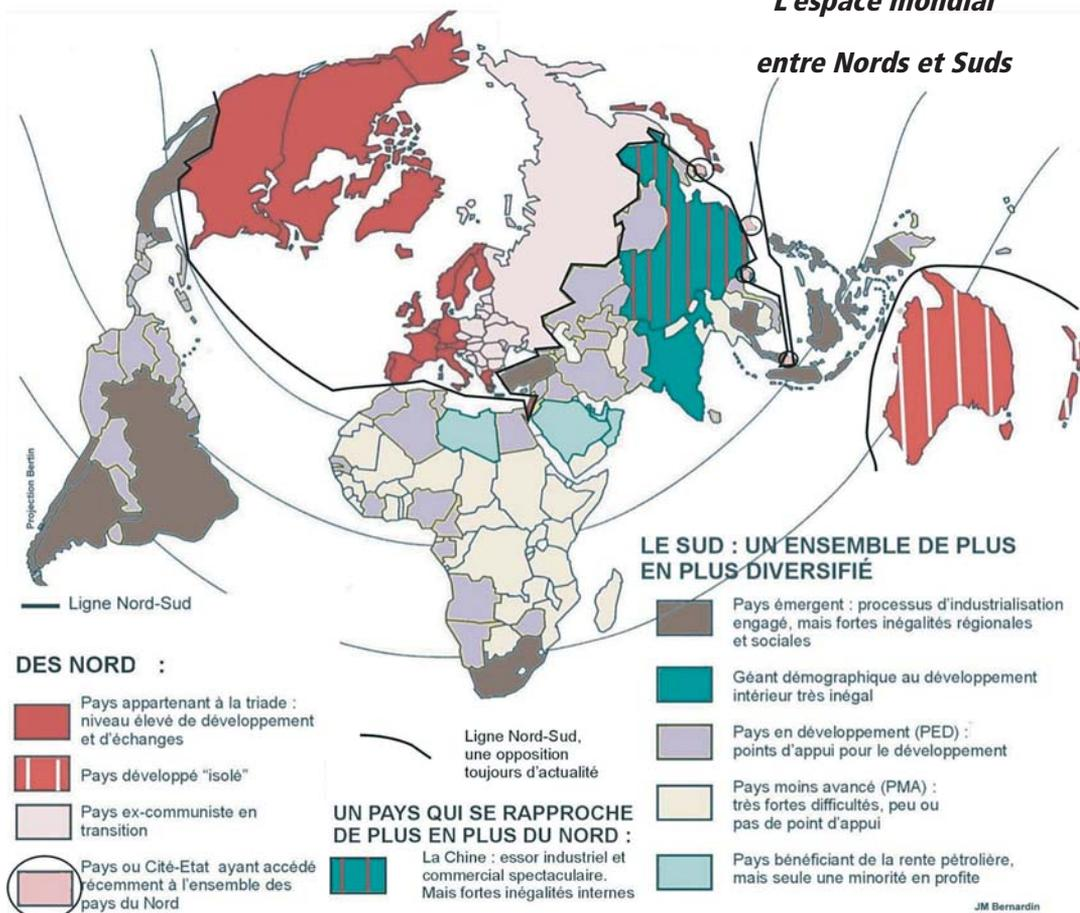 L'espace mondial
entre Nords et Suds
Projection Bertin
Ligne Nord-Sud
DES NORD :
Pays appartenant à la triade :
niveau élevé de développement
et d'échanges
Pays développé "isolé"
Pays ex-communiste en
transition
Pays ou Cité-Etat ayant accédé
récemment à l'ensemble des
pays du Nord
Ligne Nord-Sud,
une opposition
toujours d'actualité
UN PAYS QUI SE RAPPROCHE
DE PLUS EN PLUS DU NORD :
La Chine : essor industriel et
commercial spectaculaire.
Mais fortes inégalités internes
LE SUD : UN ENSEMBLE DE PLUS
EN PLUS DIVERSIFIÉ
Pays émergent : processus d'industrialisation
engagé, mais fortes inégalités régionales
et sociales
Géant démographique au développement
intérieur très inégal
Pays en développement (PED) :
points d'appui pour le développement
Pays moins avancé (PMA) :
très fortes difficultés, peu ou
pas de point d'appui
Pays bénéficiant de la rente pètrolière,
mais seule une minorité en profite
JM Bernardin